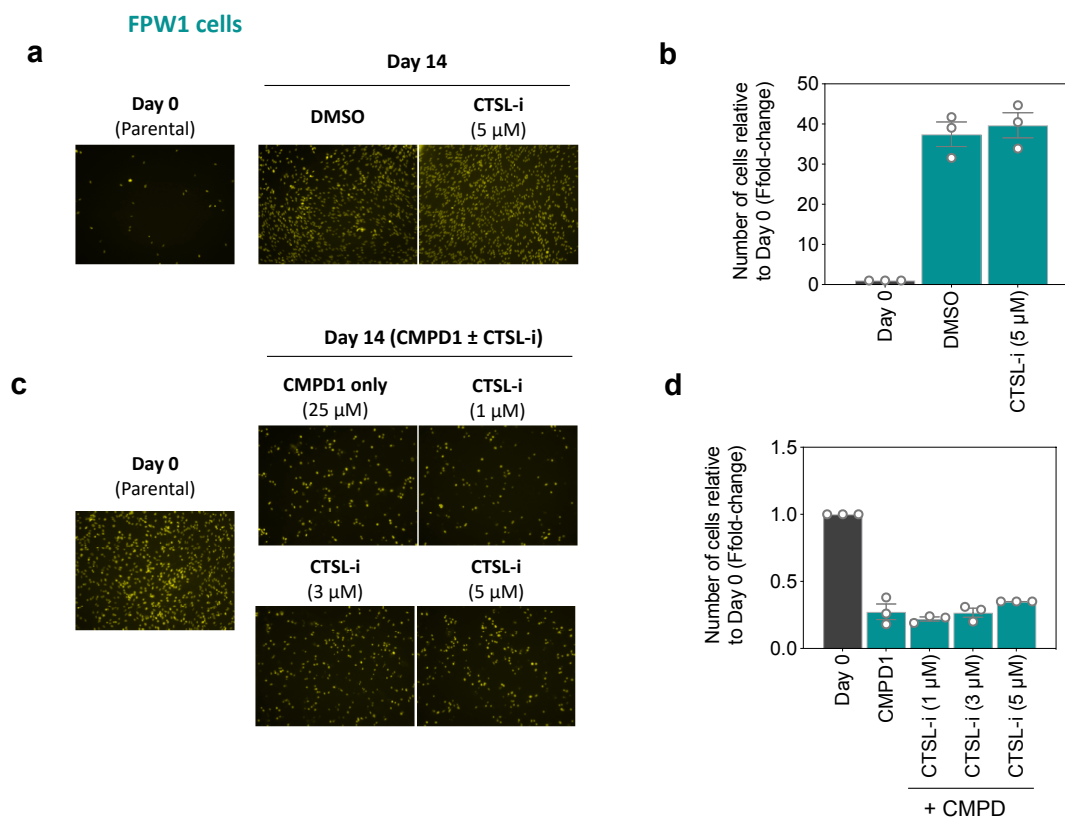 FPW1 cells
a
Day 0
(Parental)
Day 14
DMSO
CTSL-i
(5 µM)
b
Number of cells relative
to Day 0 (Ffold-change)
50
40
30
20
10
0
Day 0
DMSO
CTSL-i (5 µM)
c
Day 0
(Parental)
Day 14 (CMPD1 ± CTSL-i)
CMPD1 only
(25 µM)
CTSL-i
(1 µM)
CTSL-i
(3 µM)
CTSL-i
(5 µM)
d
Number of cells relative
to Day 0 (Ffold-change)
1.5
1.0
0.5
0.0
Day 0
CMPD1
CTSL-i (1 µM)
CTSL-i (3 µM)
CTSL-i (5 µM)
+ CMPD